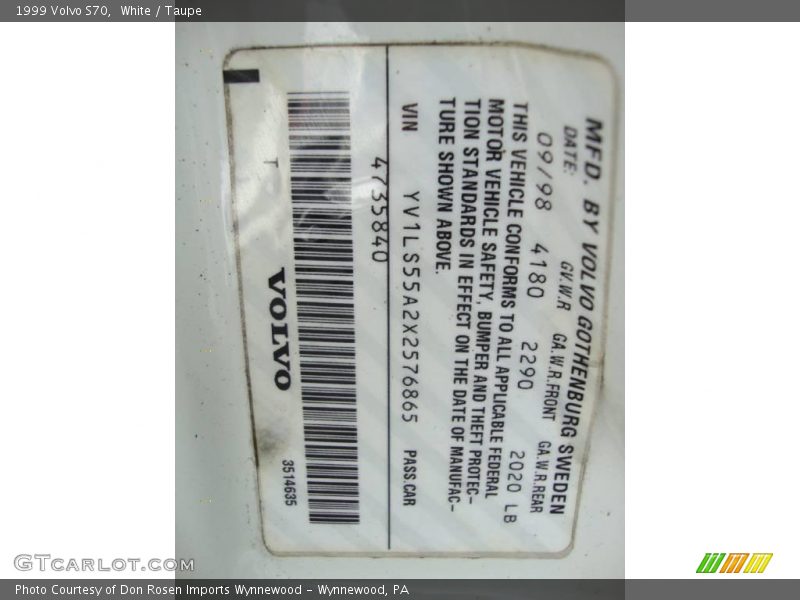 1999 Volvo S70,  White / Taupe
MFD. BY VOLVO GOTHENBURG SWEDEN
DATE: GV.W.R GA.W.R.FRONT GA.W.R.REAR
09/98 4180 2290 2020 LB
THIS VEHICLE CONFORMS TO ALL APPLICABLE FEDERAL
MOTOR VEHICLE SAFETY, BUMPER AND THEFT PROTEC-
TION STANDARDS IN EFFECT ON THE DATE OF MANUFAC-
TURE SHOWN ABOVE.
VIN YV1LS55A2X2576865 PASS.CAR
4735840
T VOLVO 3514635
GTcarlot.com
Photo Courtesy of Don Rosen Imports Wynnewood - Wynnewood, PA